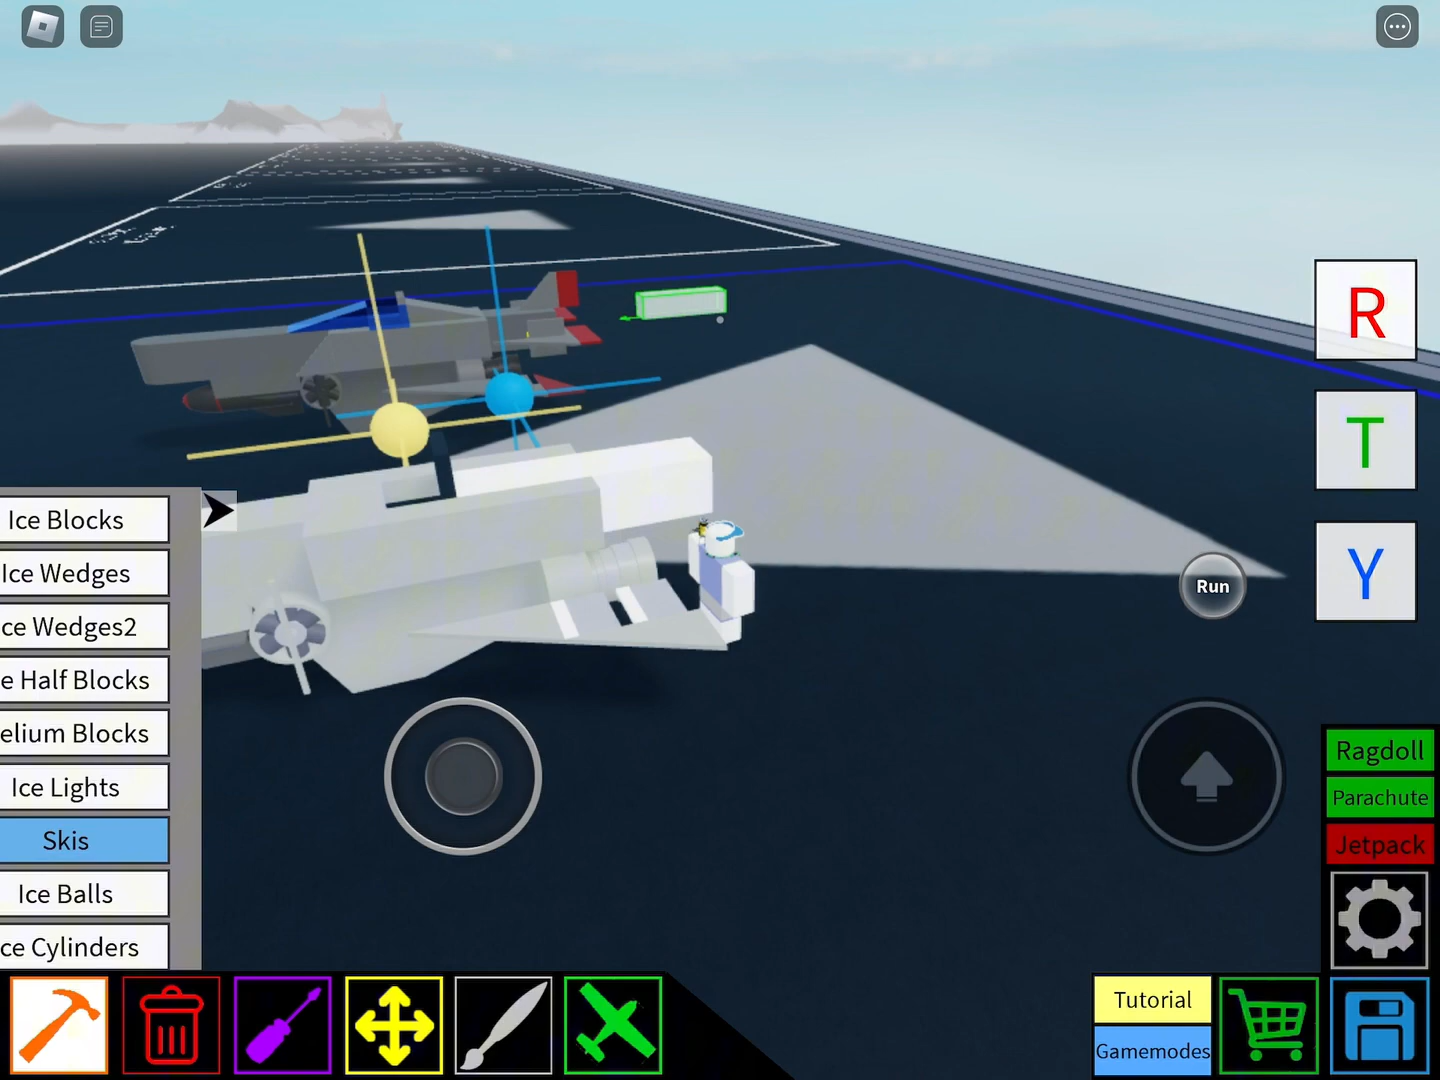 R
T
Y
Run
Ice Blocks
Ice Wedges
ce Wedges2
e Half Blocks
elium Blocks
Ice Lights
Skis
Ice Balls
ce Cylinders
Ragdoll
Parachute
Jetpack
Tutorial
Gamemodes